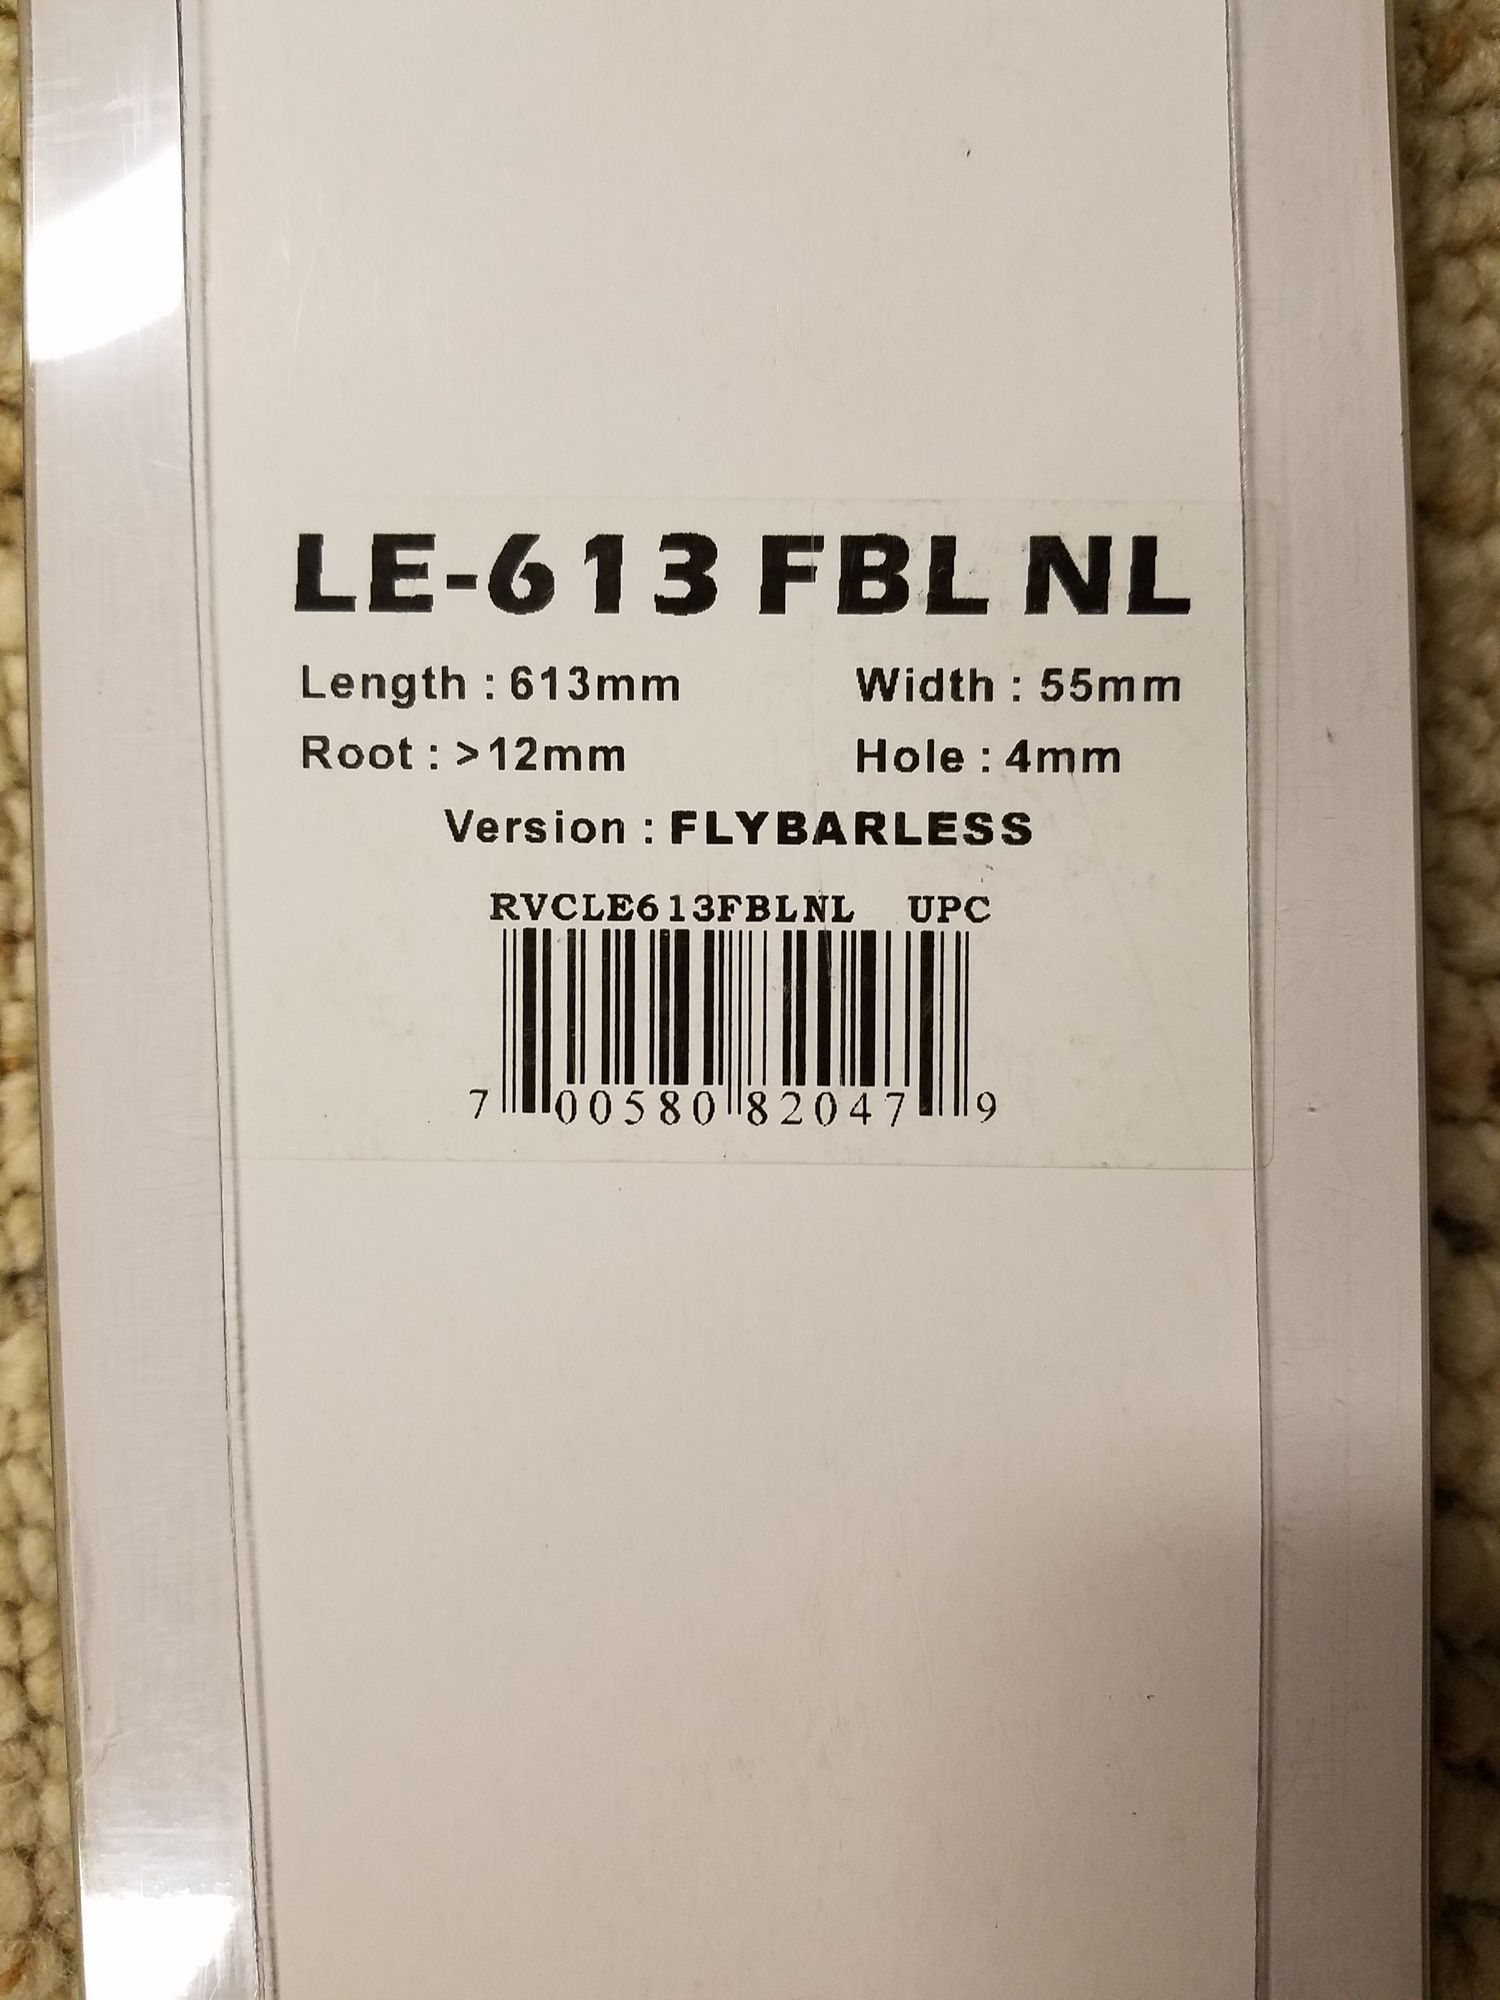 LE-613 FBL NL
Length : 613mm Width : 55mm
Root : >12mm Hole : 4mm
Version : FLYBARLESS
RVCLE613FBLNL UPC
7 00580 82047 9